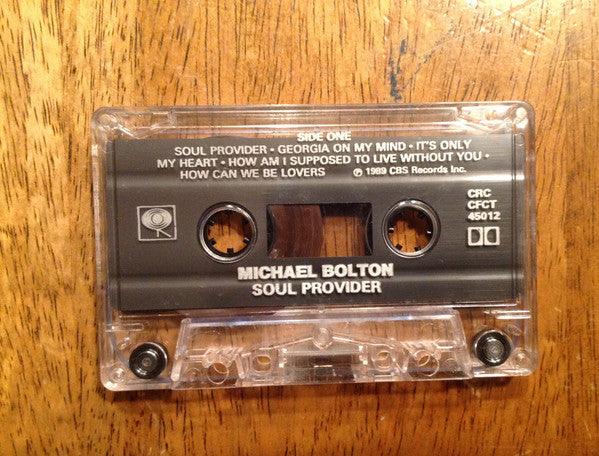 SIDE ONE
SOUL PROVIDER • GEORGIA ON MY MIND • IT'S ONLY
MY HEART • HOW AM I SUPPOSED TO LIVE WITHOUT YOU •
HOW CAN WE BE LOVERS ℗ 1989 CBS Records Inc.
CRC
CFCT
45012
MICHAEL BOLTON
SOUL PROVIDER